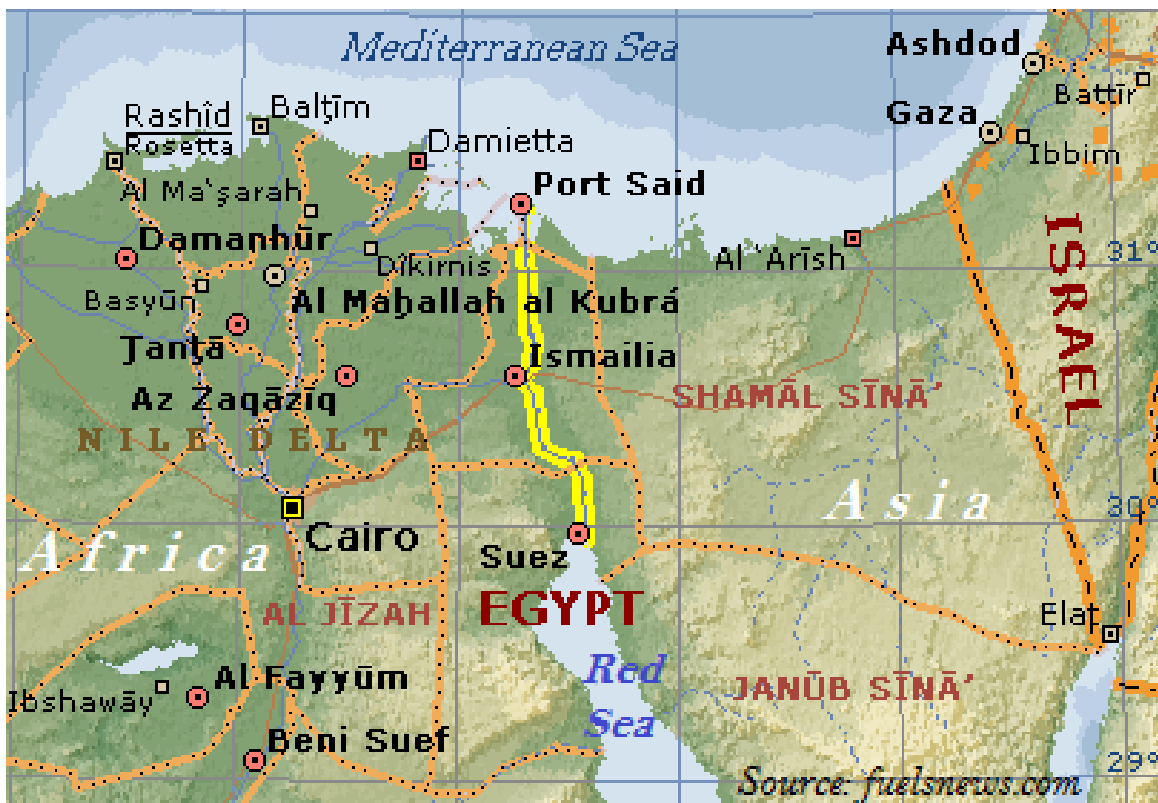 Mediterranean Sea
Ashdod
Battīr
Rashîd
Rosetta
Balţīm
Gaza
Ibbim
Damietta
Al Ma‛şarah
Port Said
Damanhūr
Dikirnis
Al ‛Arīsh
31°
ISRAEL
Basyūn
Al Maḩallah al Kubrá
Ţanţā
Ismailia
Az Zaqāzīq
SHAMĀL SĪNĀ’
NILE DELTA
Asia
30°
Africa
Cairo
Suez
AL JĪZAH
EGYPT
Elat
Red
Sea
Al Fayyūm
Ibshawāy
JANŪB SĪNĀ’
Beni Suef
29°
Source: fuelsnews.com